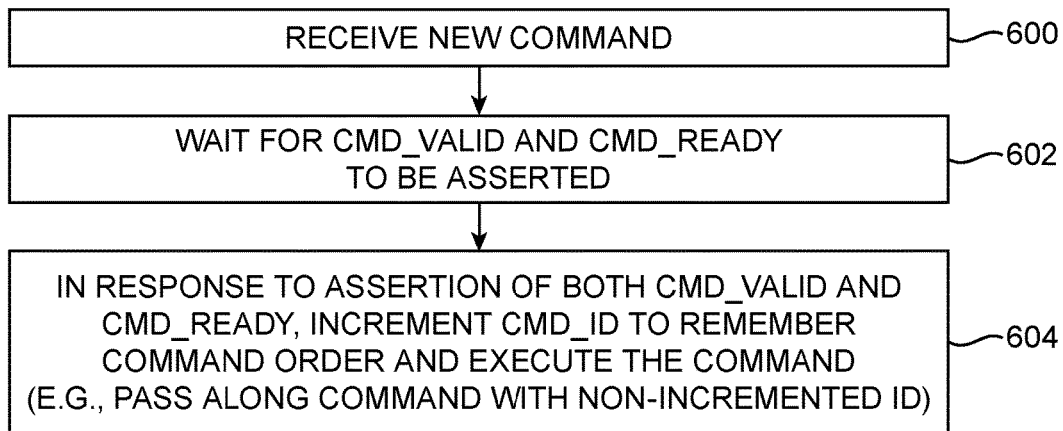 RECEIVE NEW COMMAND
600
WAIT FOR CMD_VALID AND CMD_READY
TO BE ASSERTED
602
IN RESPONSE TO ASSERTION OF BOTH CMD_VALID AND
CMD_READY, INCREMENT CMD_ID TO REMEMBER
COMMAND ORDER AND EXECUTE THE COMMAND
(E.G., PASS ALONG COMMAND WITH NON-INCREMENTED ID)
604